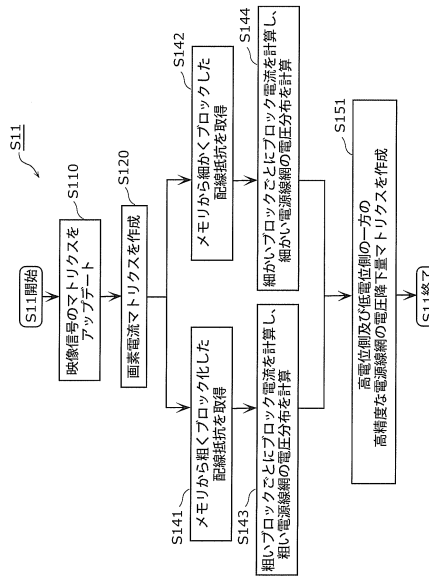 S11
S11開始
S110
映像信号のマトリクスを
アップデート
S120
画素電流マトリクスを作成
S141
メモリから粗くブロック化した
配線抵抗を取得
S142
メモリから細かくブロックした
配線抵抗を取得
S143
粗いブロックごとにブロック電流を計算し、
粗い電源線網の電圧分布を計算
S144
細かいブロックごとにブロック電流を計算し、
細かい電源線網の電圧分布を計算
S151
高電位側及び低電位側の一方の
高精度な電源線網の電圧降下量マトリクスを作成
S11終了